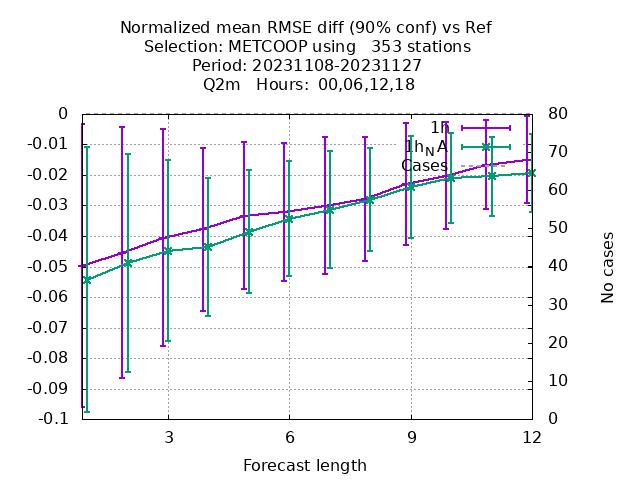 Normalized mean RMSE diff (90% conf) vs Ref
Selection: METCOOP using   353 stations
Period: 20231108-20231127
Q2m   Hours:  00,06,12,18
0
-0.01
-0.02
-0.03
-0.04
-0.05
-0.06
-0.07
-0.08
-0.09
-0.1
80
70
60
50
40
30
20
10
0
1h
1hNA
Cases
No cases
3
6
9
12
Forecast length